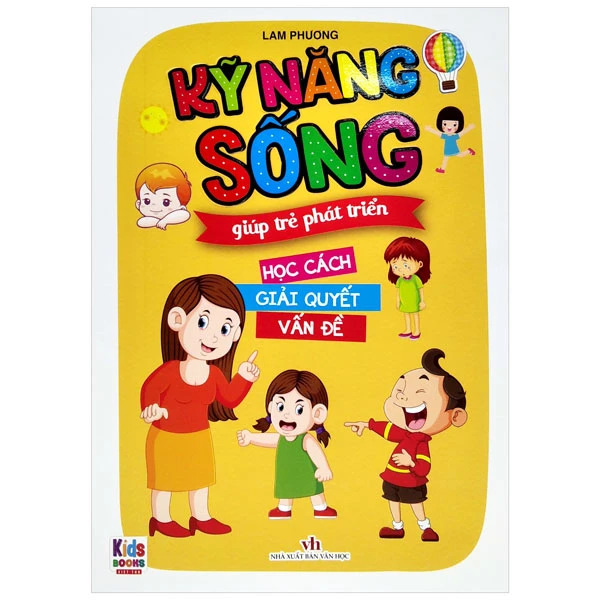 LAM PHƯƠNG
KỸ NĂNG
SỐNG
giúp trẻ phát triển
HỌC CÁCH
GIẢI QUYẾT
VẤN ĐỀ
Kids
BOOKS
vh
NHÀ XUẤT BẢN VĂN HỌC